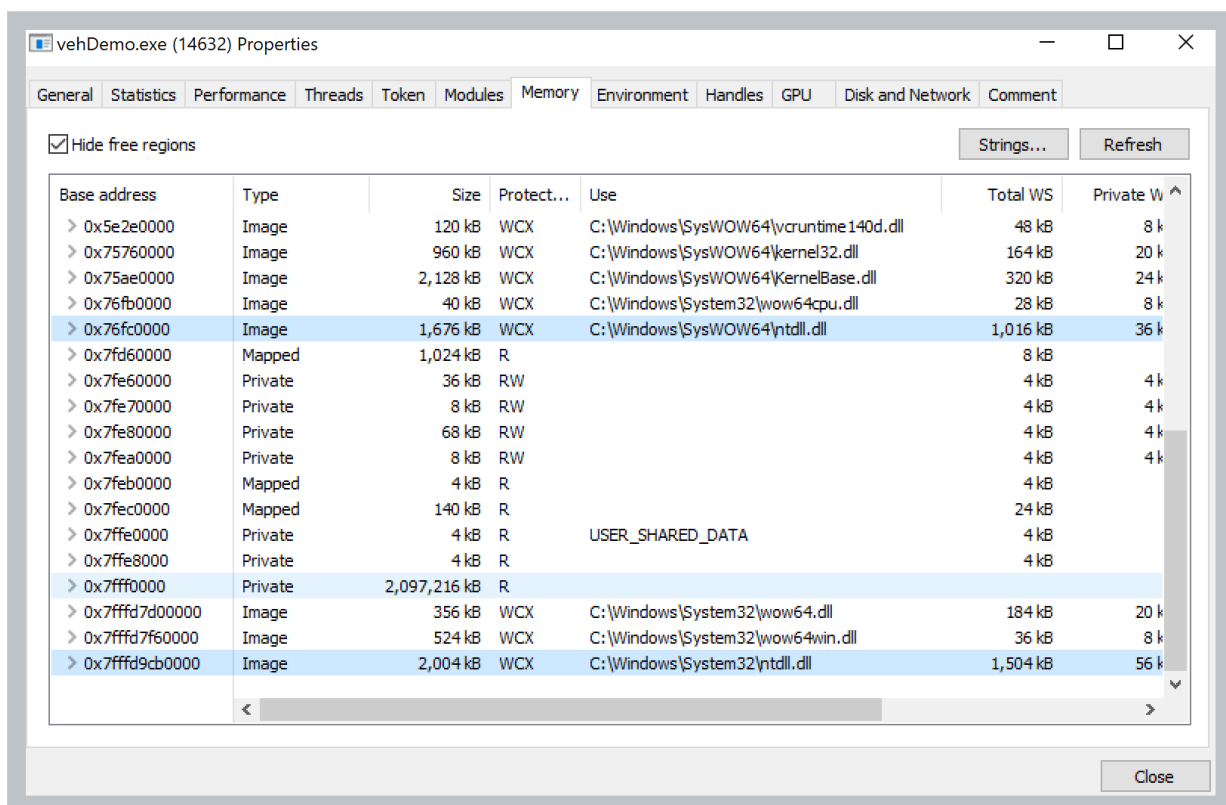 vehDemo.exe (14632) Properties
General Statistics Performance Threads Token Modules Memory Environment Handles GPU Disk and Network Comment
Hide free regions Strings... Refresh
Base address Type Size Protect... Use Total WS Private W
0x5e2e0000 Image 120 kB WCX C:\Windows\SysWOW64\vcruntime140d.dll 48 kB 8 k
0x75760000 Image 960 kB WCX C:\Windows\SysWOW64\kernel32.dll 164 kB 20 k
0x75ae0000 Image 2,128 kB WCX C:\Windows\SysWOW64\KernelBase.dll 320 kB 24 k
0x76fb0000 Image 40 kB WCX C:\Windows\System32\wow64cpu.dll 28 kB 8 k
0x76fc0000 Image 1,676 kB WCX C:\Windows\SysWOW64\ntdll.dll 1,016 kB 36 k
0x7fd60000 Mapped 1,024 kB R 8 kB
0x7fe60000 Private 36 kB RW 4 kB 4 k
0x7fe70000 Private 8 kB RW 4 kB 4 k
0x7fe80000 Private 68 kB RW 4 kB 4 k
0x7fea0000 Private 8 kB RW 4 kB 4 k
0x7feb0000 Mapped 4 kB R 4 kB
0x7fec0000 Mapped 140 kB R 24 kB
0x7ffe0000 Private 4 kB R USER_SHARED_DATA 4 kB
0x7ffe8000 Private 4 kB R 4 kB
0x7fff0000 Private 2,097,216 kB R
0x7fffd7d00000 Image 356 kB WCX C:\Windows\System32\wow64.dll 184 kB 20 k
0x7fffd7f60000 Image 524 kB WCX C:\Windows\System32\wow64win.dll 36 kB 8 k
0x7fffd9cb0000 Image 2,004 kB WCX C:\Windows\System32\ntdll.dll 1,504 kB 56 k
Close